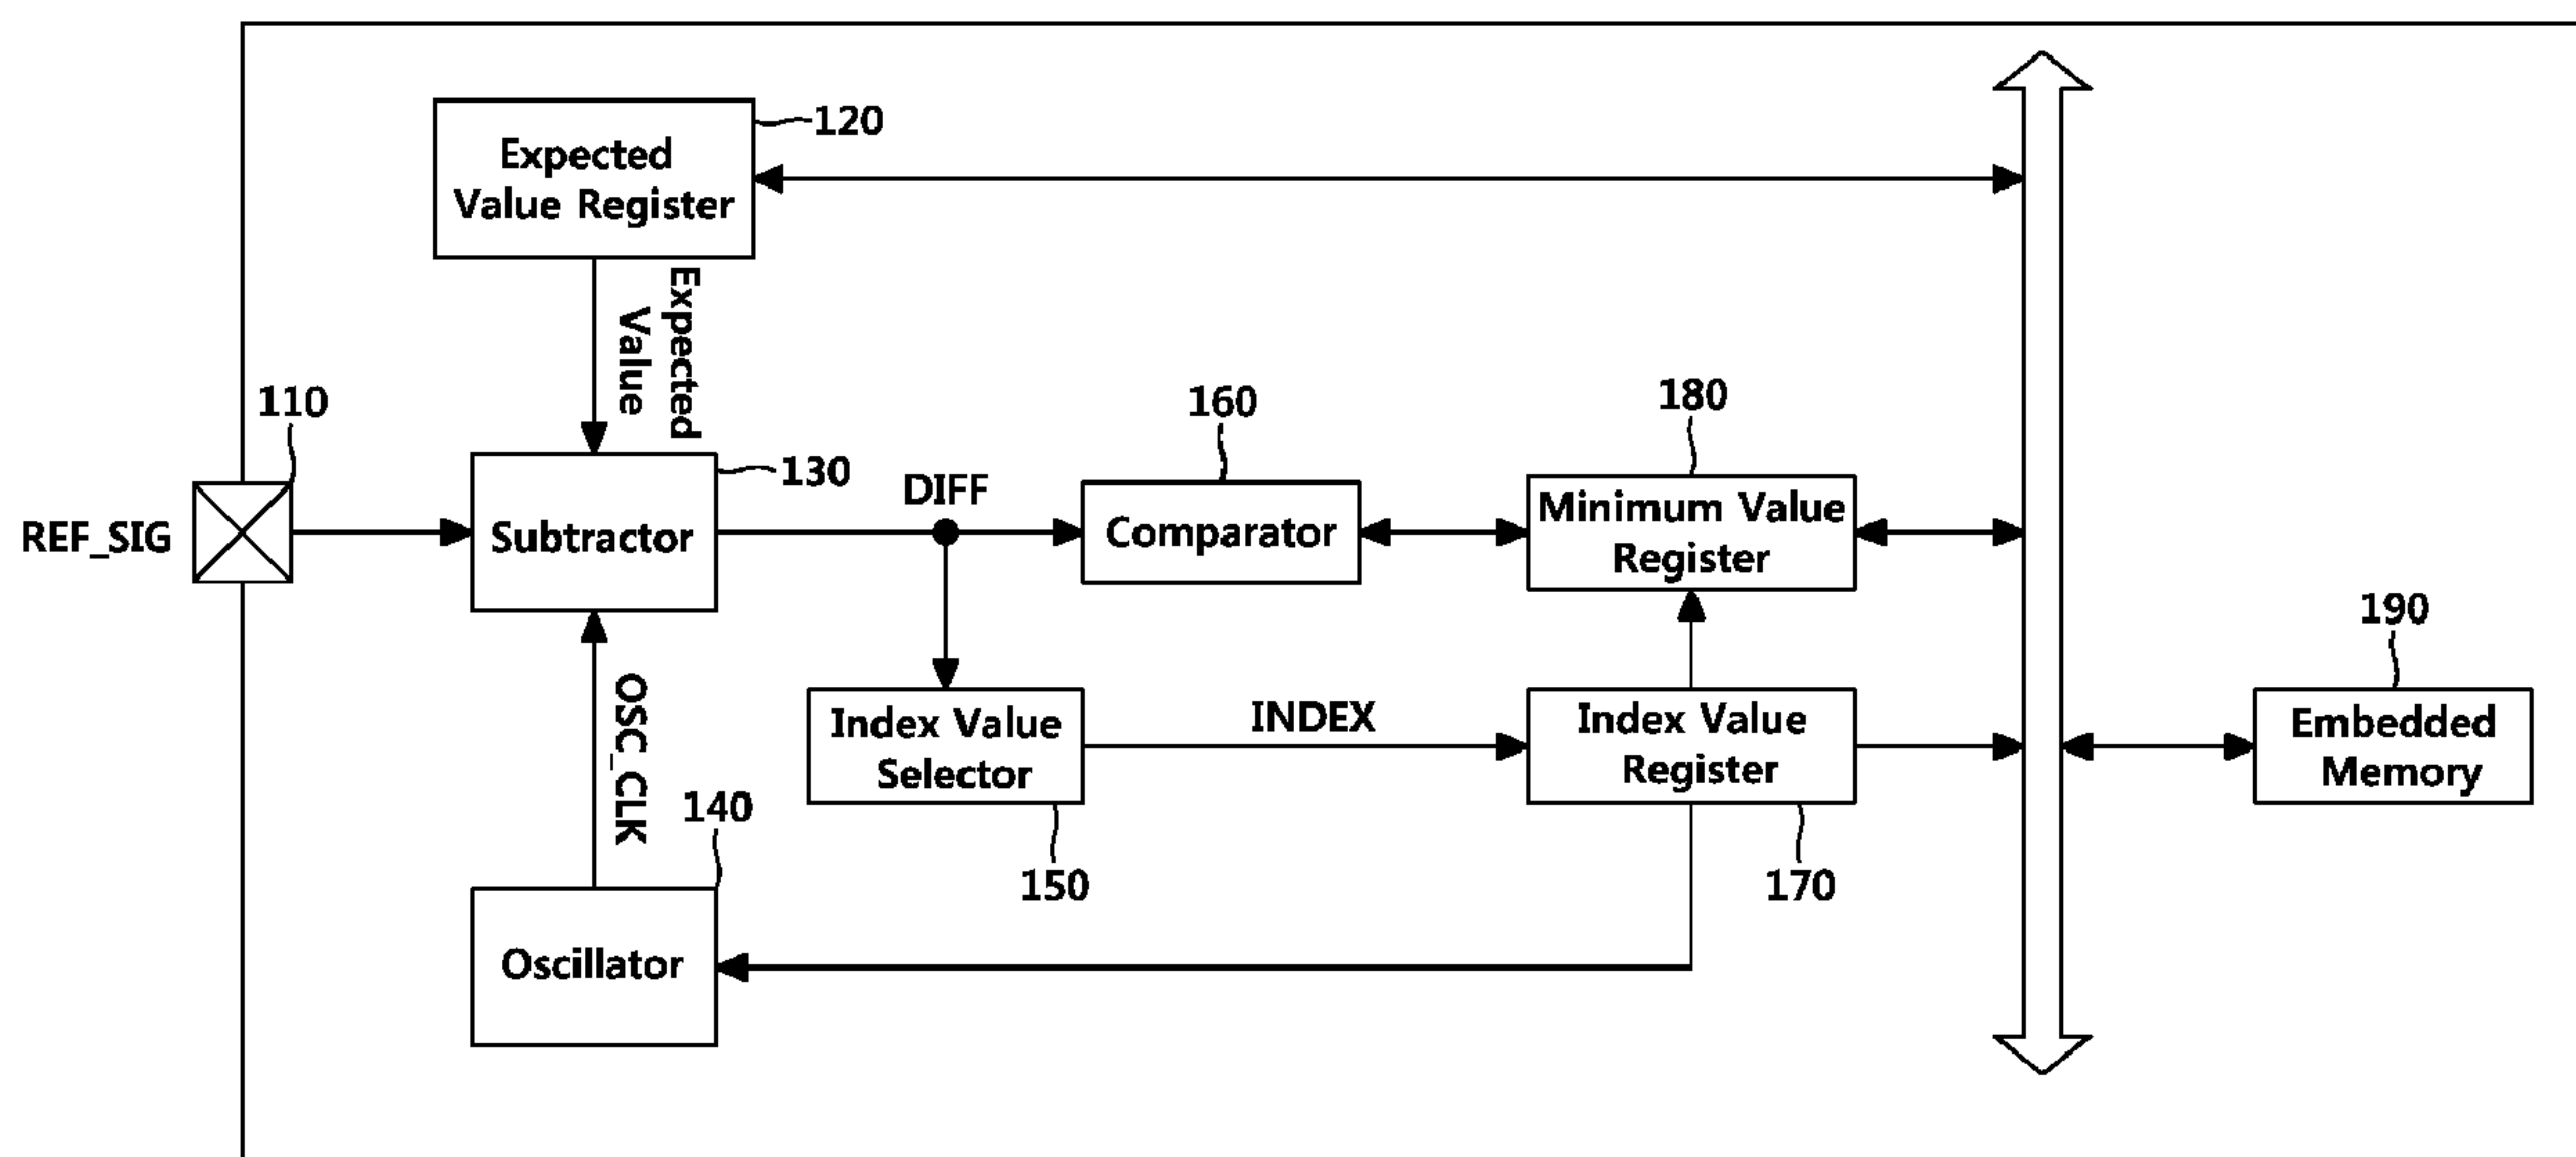 120
Expected
Value Register
Expected
Value
110
160
180
130
DIFF
REF_SIG
Subtractor
Comparator
Minimum Value
Register
190
OSC_CLK
Index Value
Selector
INDEX
Index Value
Register
Embedded
Memory
140
150
170
Oscillator